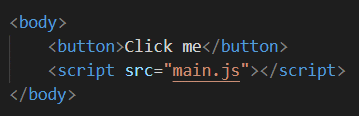 <body>
    <button>Click me</button>
    <script src="main.js"></script>
</body>